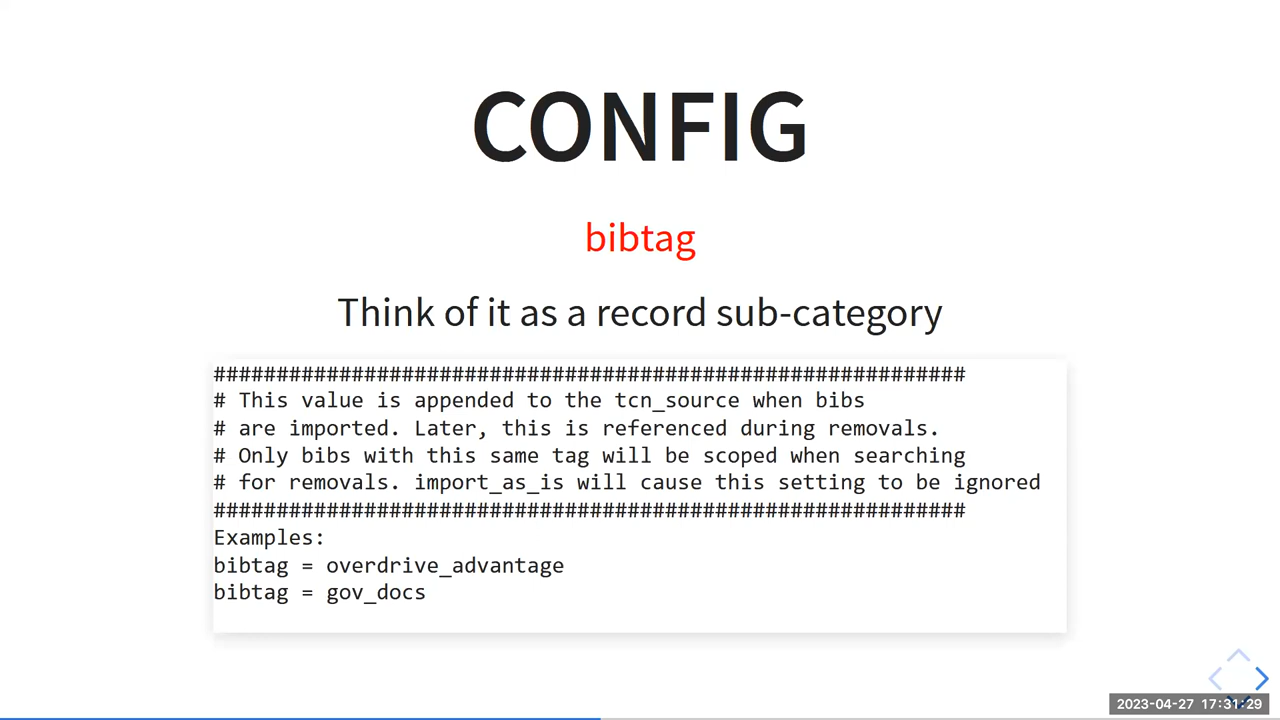 CONFIG
bibtag
Think of it as a record sub-category
############################################################
# This value is appended to the tcn_source when bibs
# are imported. Later, this is referenced during removals.
# Only bibs with this same tag will be scoped when searching
# for removals. import_as_is will cause this setting to be ignored
############################################################
Examples:
bibtag = overdrive_advantage
bibtag = gov_docs
2023-04-27 17:31:29